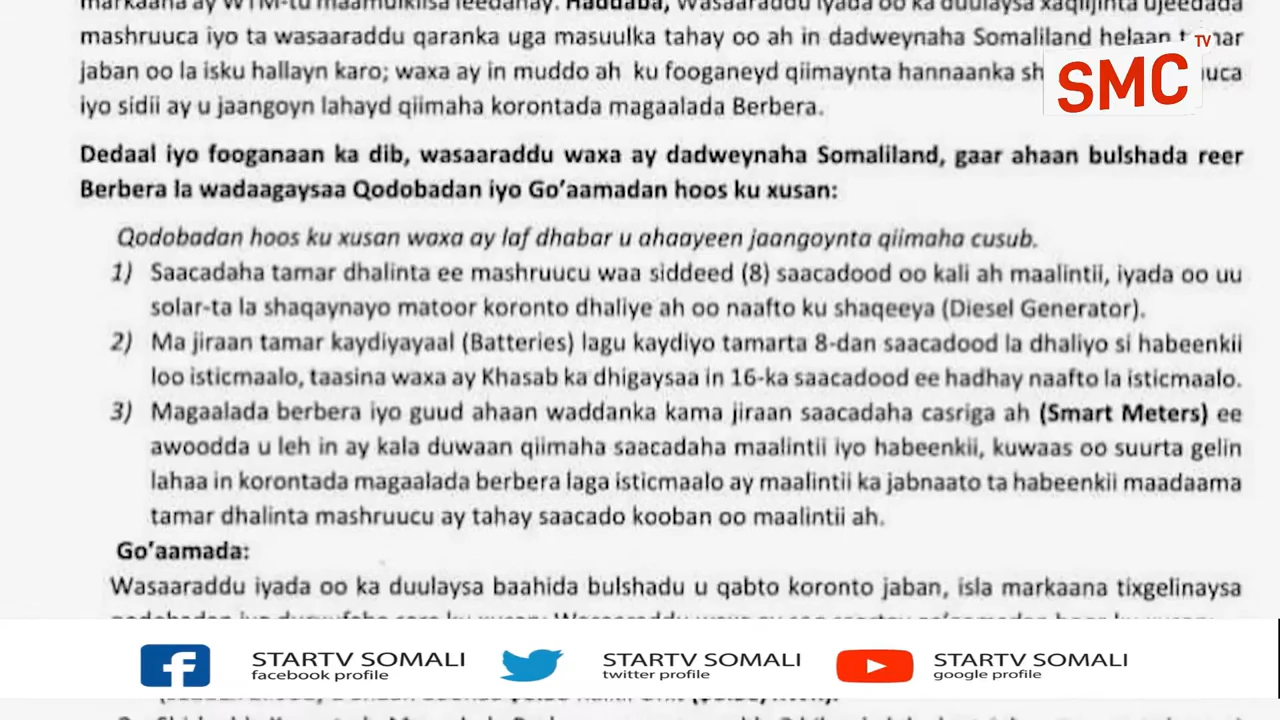 markaana ay WTM-tu maamulkiisa leedahay. Haddaba, Wasaaraddu iyada oo ka duulaysa xaqiijinta ujeedada
mashruuca iyo ta wasaaraddu qaranka uga masuulka tahay oo ah in dadweynaha Somaliland helaan
jaban oo la isku hallayn karo; waxa ay in muddo ah ku fooganeyd qiimaynta hannaanka
iyo sidii ay u jaangoyn lahayd qiimaha korontada magaalada Berbera.
SMC TV
Dedaal iyo fooganaan ka dib, wasaaraddu waxa ay dadweynaha Somaliland, gaar ahaan bulshada reer
Berbera la wadaagaysaa Qodobadan iyo Go'aamadan hoos ku xusan:
Qodobadan hoos ku xusan waxa ay laf dhabar u ahaayeen jaangoynta qiimaha cusub.
1) Saacadaha tamar dhalinta ee mashruucu waa siddeed (8) saacadood oo kali ah maalintii, iyada oo uu
solar-ta la shaqaynayo matoor koronto dhaliye ah oo naafto ku shaqeeya (Diesel Generator).
2) Ma jiraan tamar kaydiyayaal (Batteries) lagu kaydiyo tamarta 8-dan saacadood la dhaliyo si habeenkii
loo isticmaalo, taasina waxa ay Khasab ka dhigaysaa in 16-ka saacadood ee hadhay naafto la isticmaalo.
3) Magaalada berbera iyo guud ahaan waddanka kama jiraan saacadaha casriga ah (Smart Meters) ee
awoodda u leh in ay kala duwaan qiimaha saacadaha maalintii iyo habeenkii, kuwaas oo suurta gelin
lahaa in korontada magaalada berbera laga isticmaalo ay maalintii ka jabnaato ta habeenkii maadaama
tamar dhalinta mashruucu ay tahay saacado kooban oo maalintii ah.
Go'aamada:
Wasaaraddu iyada oo ka duulaysa baahida bulshadu u qabto koronto jaban, isla markaana tixgelinaysa
STARTV SOMALI
facebook profile
STARTV SOMALI
twitter profile
STARTV SOMALI
google profile